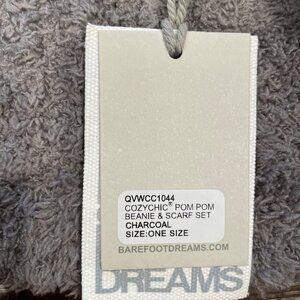 QVWCC1044
COZYCHIC® POM POM
BEANIE & SCARF SET
CHARCOAL
SIZE:ONE SIZE
BAREFOOTDREAMS.COM
DREAMS